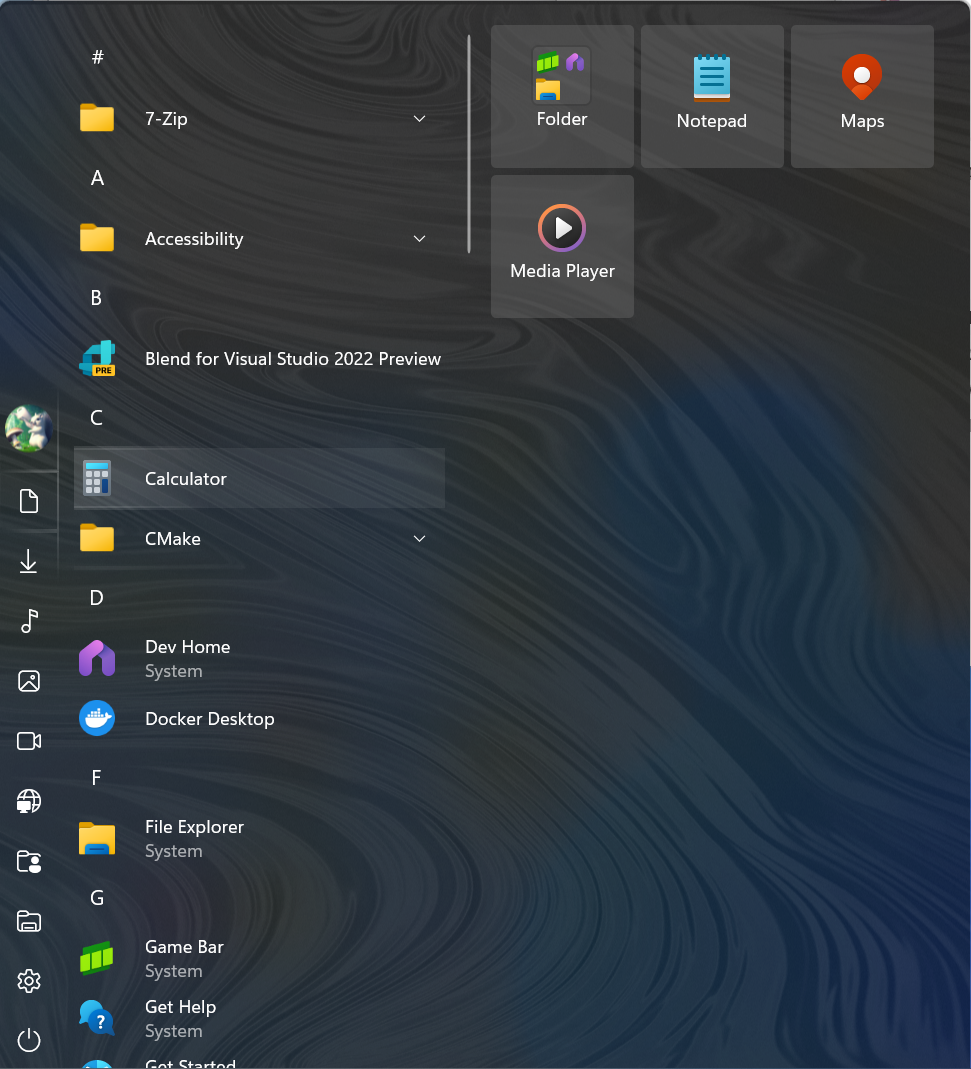 #
7-Zip
A
Accessibility
B
PRE
Blend for Visual Studio 2022 Preview
C
Calculator
CMake
D
Dev Home
System
Docker Desktop
F
File Explorer
System
G
Game Bar
System
Get Help
System
Get Started
Folder
Notepad
Maps
Media Player